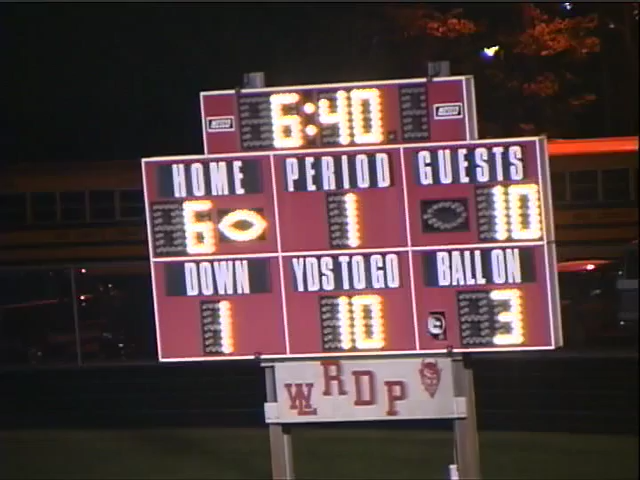 6:40
HOME PERIOD GUESTS
6 1 10
DOWN YDS TO GO BALL ON
1 10 3
WL RDP